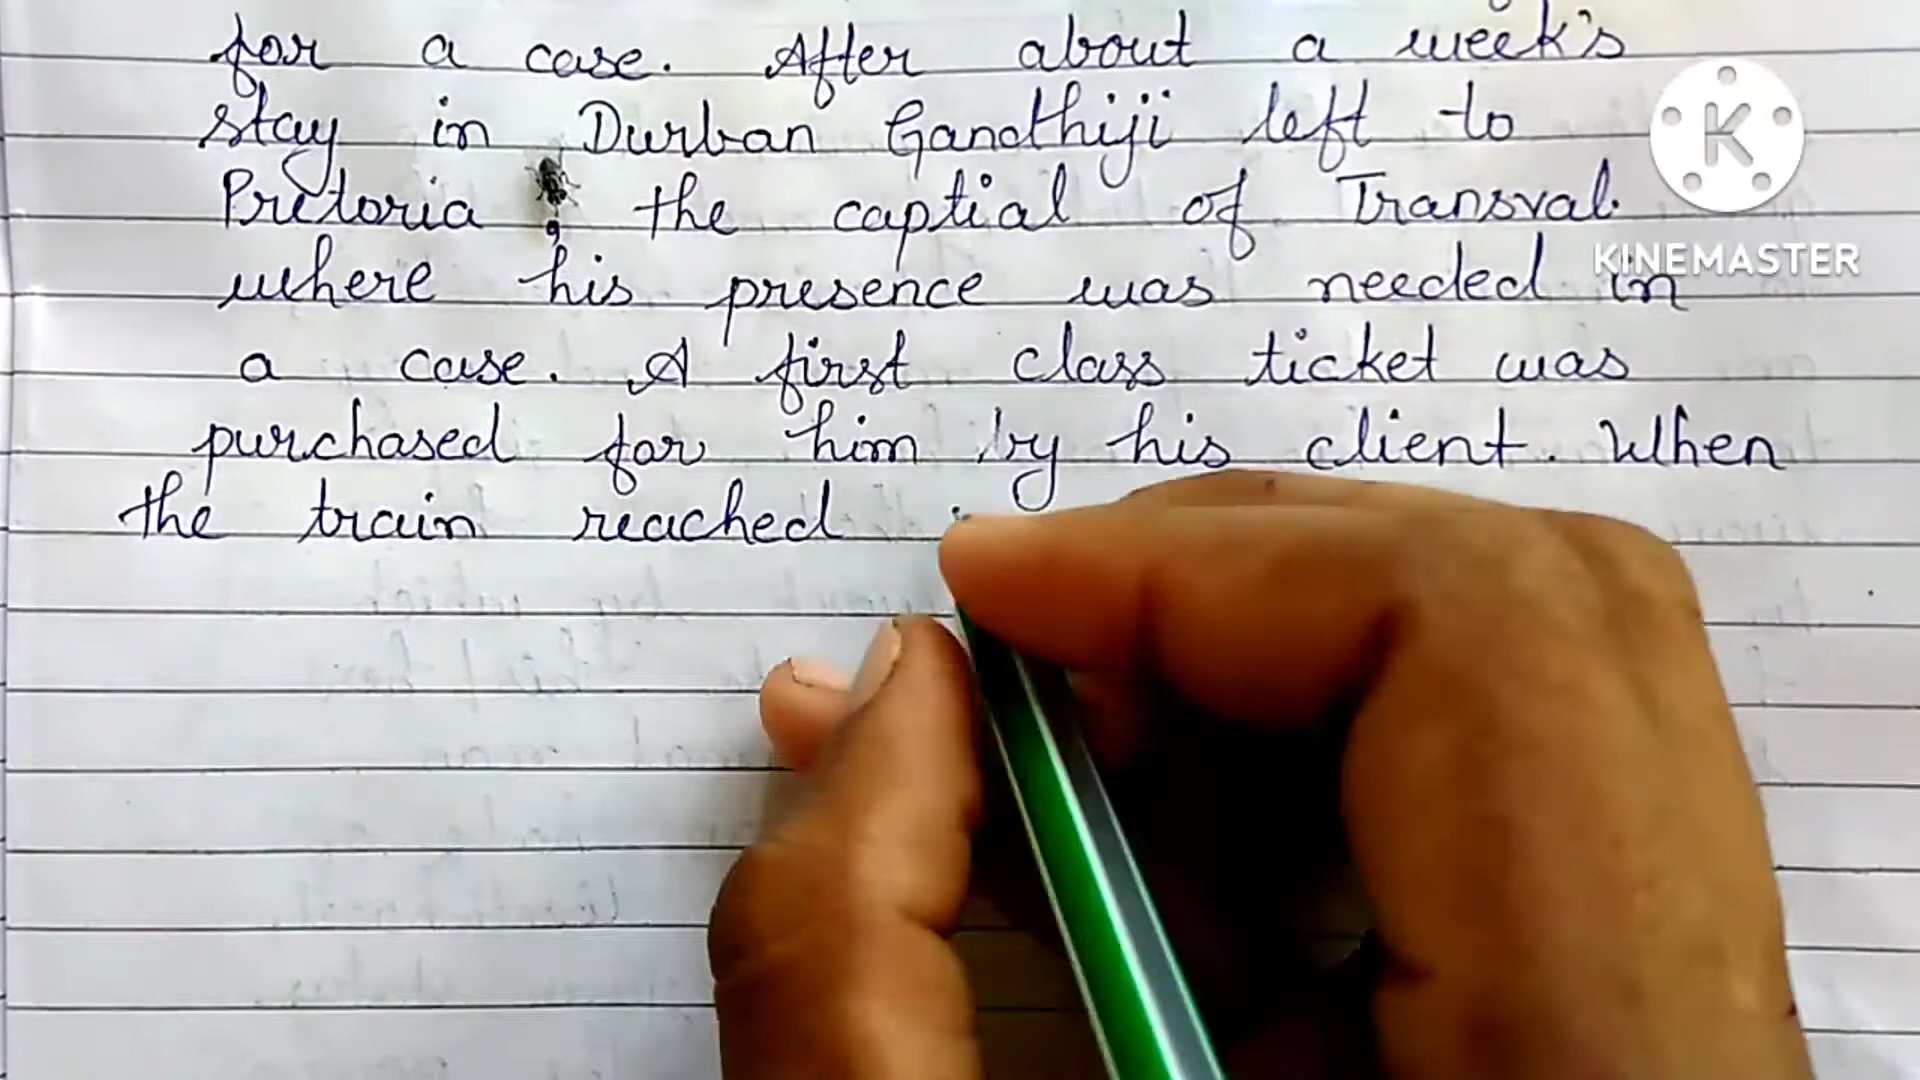 for a case. After about a week's
stay in Durban Gandhiji left to
Pretoria, the captial of Transval.
where his presence was needed in
a case. A first class ticket was
purchased for him by his client. When
the train reached
K
KINEMASTER